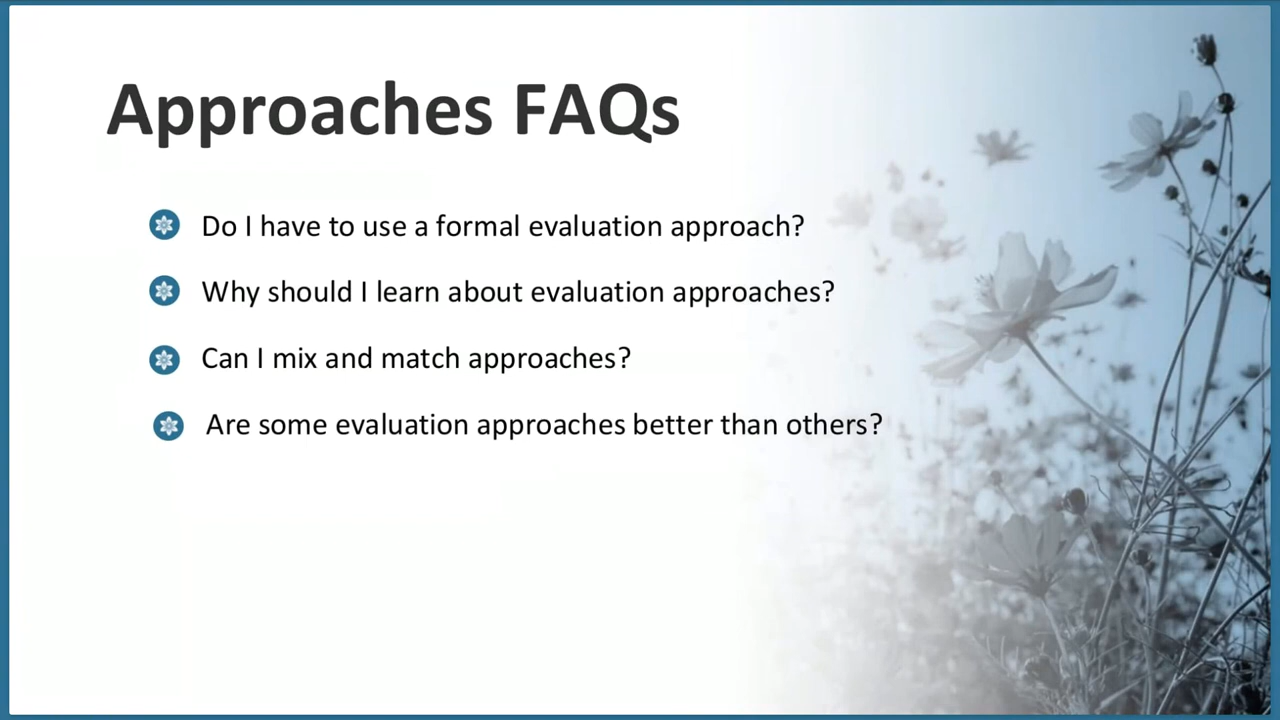 Approaches FAQs
Do I have to use a formal evaluation approach?
Why should I learn about evaluation approaches?
Can I mix and match approaches?
Are some evaluation approaches better than others?